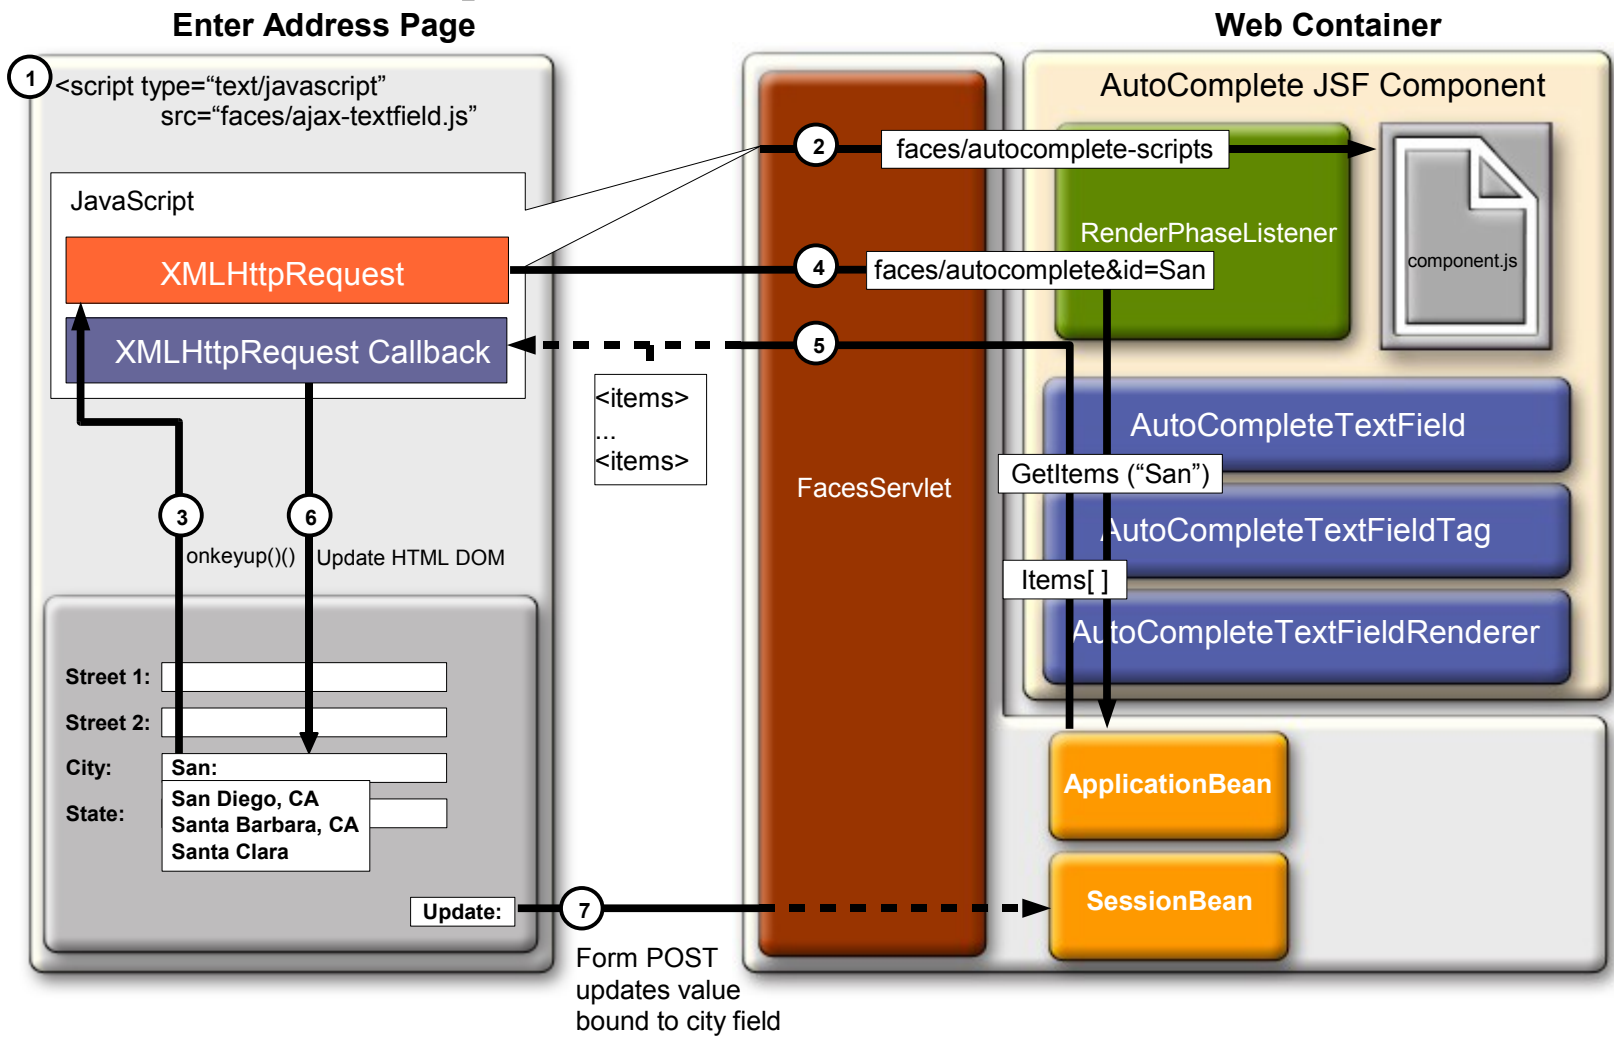 Enter Address Page
Web Container
1
<script type=“text/javascript”
src=“faces/ajax-textfield.js”
JavaScript
XMLHttpRequest
XMLHttpRequest Callback
<items>
...
<items>
3
onkeyup()()
6
Update HTML DOM
Street 1:
Street 2:
City:
San:
State:
San Diego, CA
Santa Barbara, CA
Santa Clara
Update:
7
Form POST
updates value
bound to city field
FacesServlet
2
faces/autocomplete-scripts
4
faces/autocomplete&id=San
5
AutoComplete JSF Component
RenderPhaseListener
component.js
AutoCompleteTextField
GetItems (“San”)
AutoCompleteTextFieldTag
Items[ ]
AutoCompleteTextFieldRenderer
ApplicationBean
SessionBean